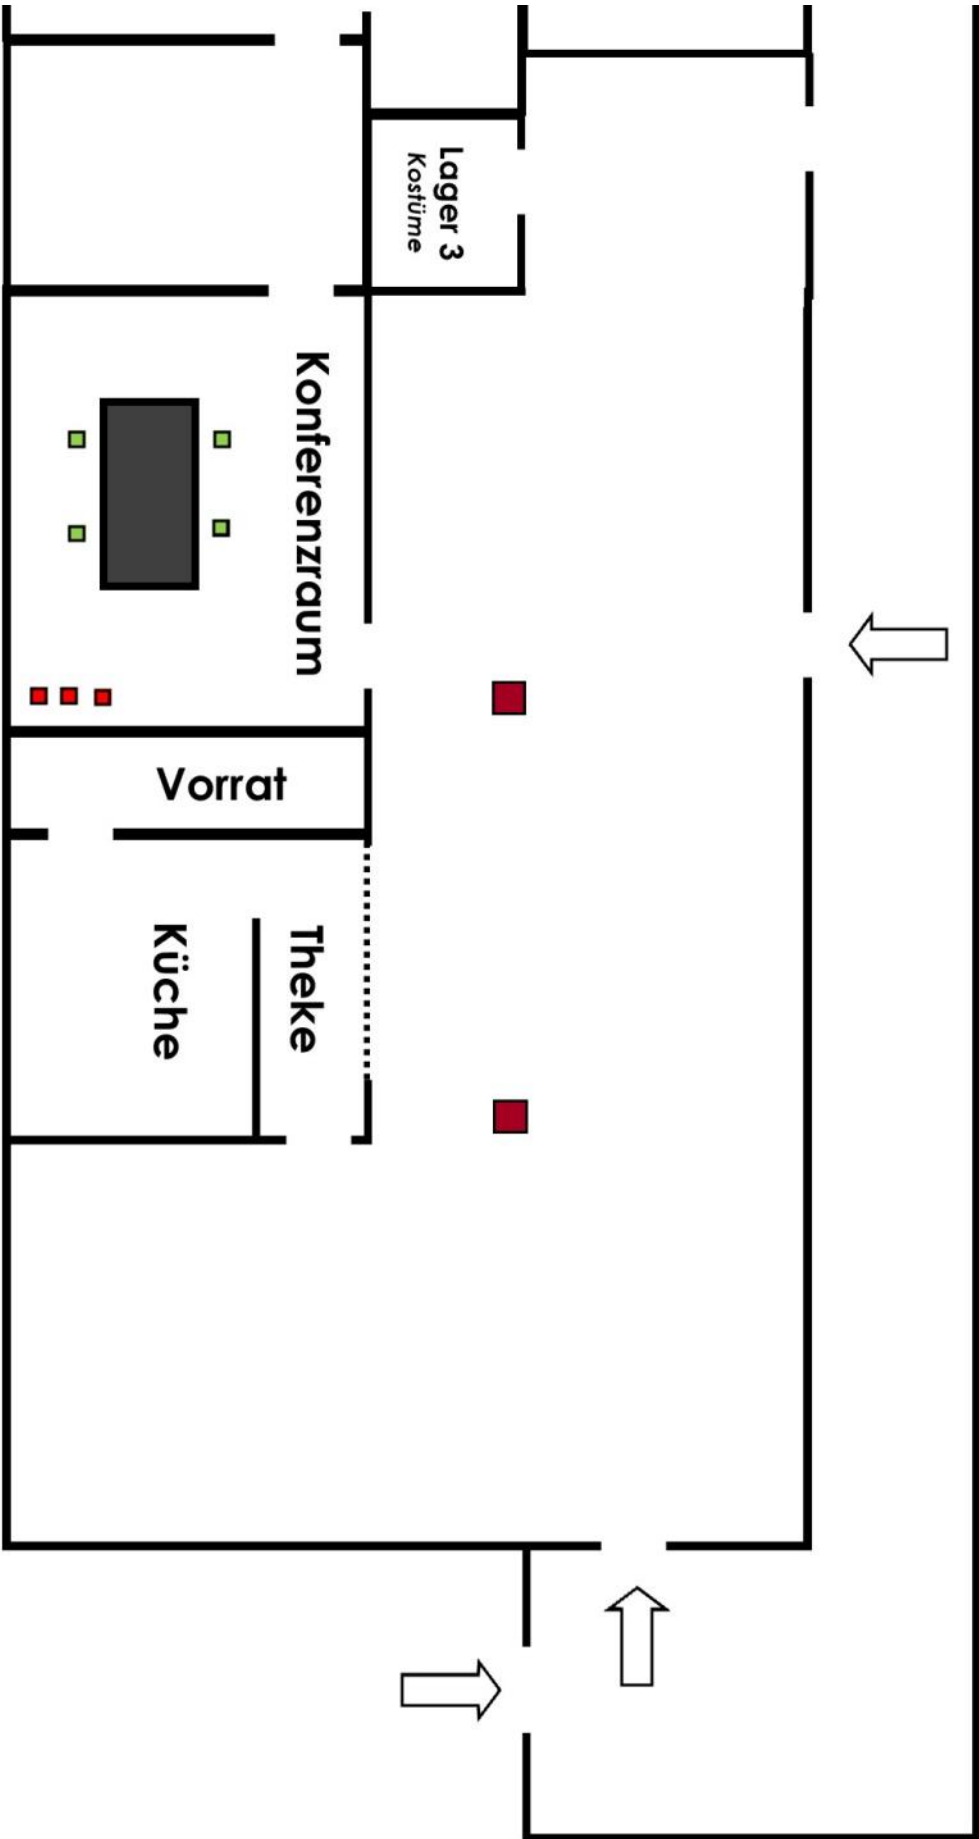 Lager 3
Kostüme
Konferenzraum
Vorrat
Küche
Theke